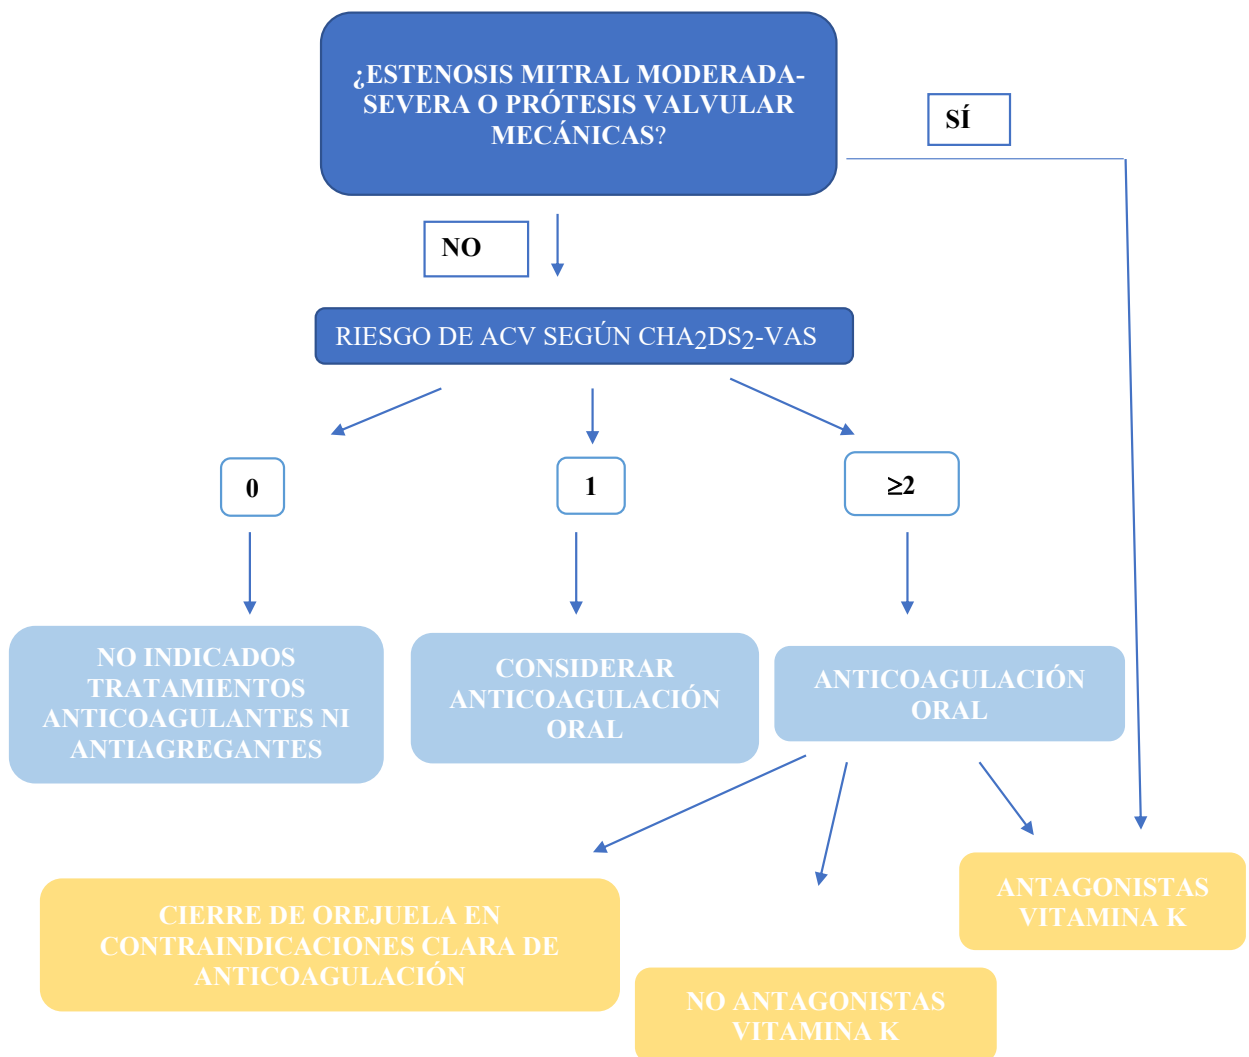 ¿ESTENOSIS MITRAL MODERADA-
SEVERA O PRÓTESIS VALVULAR
MECÁNICAS?
SÍ
NO
RIESGO DE ACV SEGÚN CHA2DS2-VAS
0
1
≥2
NO INDICADOS
TRATAMIENTOS
ANTICOAGULANTES NI
ANTIAGREGANTES
CONSIDERAR
ANTICOAGULACIÓN
ORAL
ANTICOAGULACIÓN
ORAL
CIERRE DE OREJUELA EN
CONTRAINDICACIONES CLARA DE
ANTICOAGULACIÓN
NO ANTAGONISTAS
VITAMINA K
ANTAGONISTAS
VITAMINA K